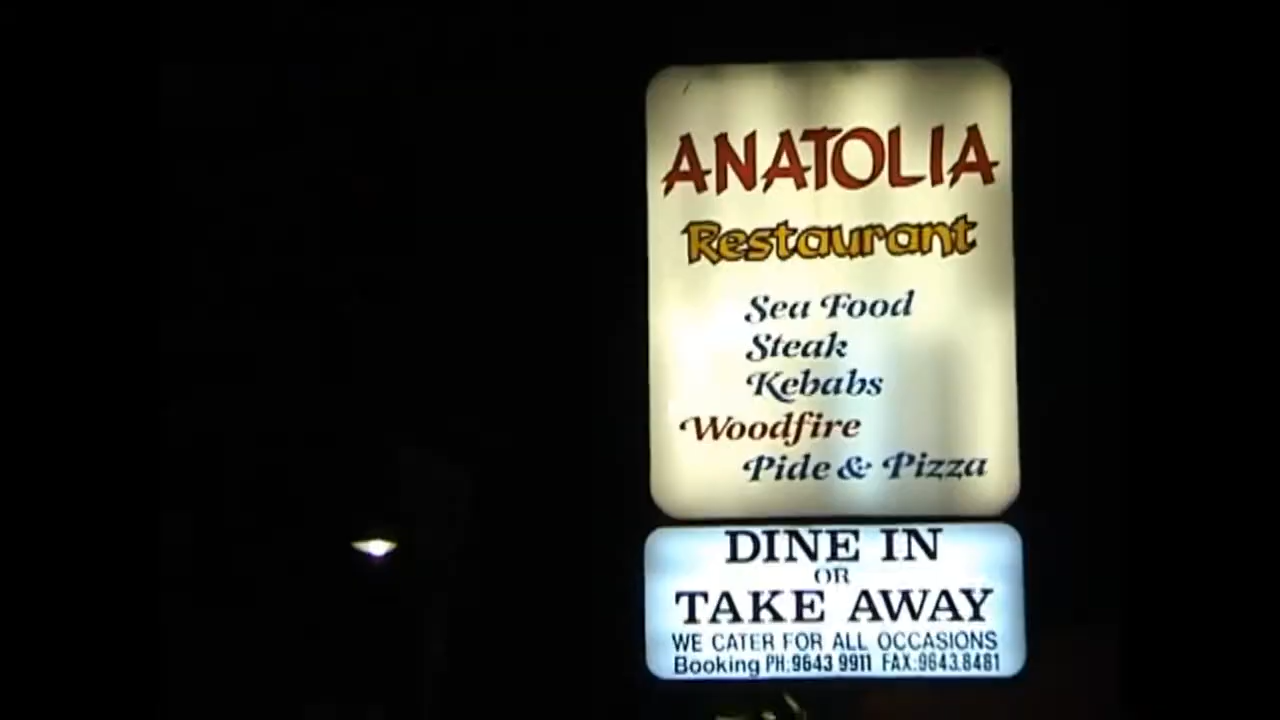 ANATOLIA
Restaurant
Sea Food
Steak
Kebabs
Woodfire
Pide & Pizza
DINE IN
OR
TAKE AWAY
WE CATER FOR ALL OCCASIONS
Booking PH:9643 9911 FAX:9643.8481